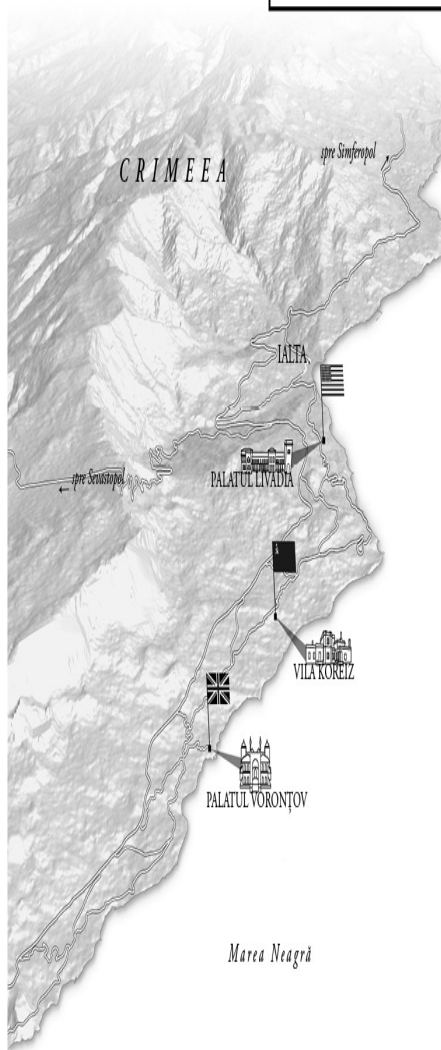 CRIMEEA
spre Simferopol
IALTA
PALATUL LIVADIA
← spre Sevastopol
VILA KOREIZ
PALATUL VORONȚOV
Marea Neagră